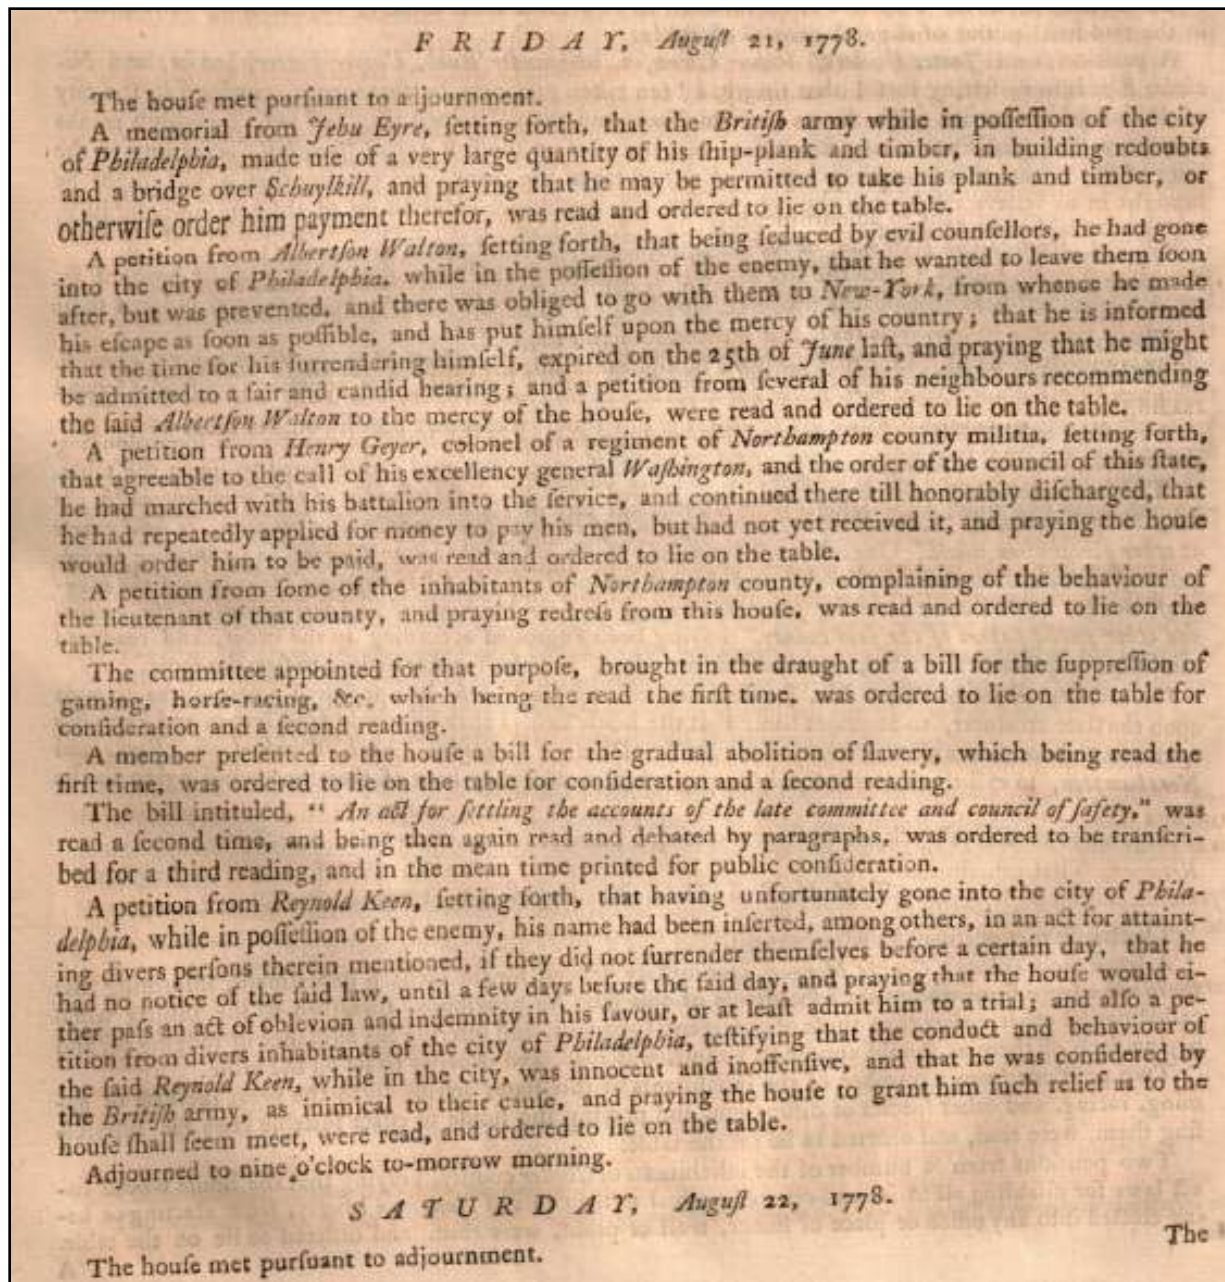 FRIDAY, Auguſt 21, 1778.
The houſe met purſuant to adjournment.
A memorial from Jehu Eyre, ſetting forth, that the Britiſh army while in poſſeſſion of the city
of Philadelphia, made uſe of a very large quantity of his ſhip-plank and timber, in building redoubts
and a bridge over Schuylkill, and praying that he may be permitted to take his plank and timber, or
otherwiſe order him payment therefor, was read and ordered to lie on the table.
A petition from Albertſon Walton, ſetting forth, that being ſeduced by evil counſellors, he had gone
into the city of Philadelphia, while in the poſſeſſion of the enemy, that he wanted to leave them ſoon
after, but was prevented, and there was obliged to go with them to New-York, from whence he made
his eſcape as ſoon as poſſible, and has put himſelf upon the mercy of his country; that he is informed
that the time for his ſurrendering himſelf, expired on the 25th of June laſt, and praying that he might
be admitted to a fair and candid hearing; and a petition from ſeveral of his neighbours recommending
the ſaid Albertſon Walton to the mercy of the houſe, were read and ordered to lie on the table.
A petition from Henry Geyer, colonel of a regiment of Northampton county militia, ſetting forth,
that agreeable to the call of his excellency general Waſhington, and the order of the council of this ſtate,
he had marched with his battalion into the ſervice, and continued there till honorably diſcharged, that
he had repeatedly applied for money to pay his men, but had not yet received it, and praying the houſe
would order him to be paid, was read and ordered to lie on the table.
A petition from ſome of the inhabitants of Northampton county, complaining of the behaviour of
the lieutenant of that county, and praying redreſs from this houſe, was read and ordered to lie on the
table.
The committee appointed for that purpoſe, brought in the draught of a bill for the ſuppreſſion of
gaming, horſe-racing, &c. which being the read the firſt time, was ordered to lie on the table for
conſideration and a ſecond reading.
A member preſented to the houſe a bill for the gradual abolition of ſlavery, which being read the
firſt time, was ordered to lie on the table for conſideration and a ſecond reading.
The bill intituled, "An act for ſettling the accounts of the late committee and council of ſafety," was
read a ſecond time, and being then again read and debated by paragraphs, was ordered to be tranſcri-
bed for a third reading, and in the mean time printed for public conſideration.
A petition from Reynold Keen, ſetting forth, that having unfortunately gone into the city of Phila-
delphia, while in poſſeſſion of the enemy, his name had been inſerted, among others, in an act for attaint-
ing divers perſons therein mentioned, if they did not ſurrender themſelves before a certain day, that he
had no notice of the ſaid law, until a few days before the ſaid day, and praying that the houſe would ei-
ther paſs an act of oblevion and indemnity in his favour, or at leaſt admit him to a trial; and alſo a pe-
tition from divers inhabitants of the city of Philadelphia, teſtifying that the conduct and behaviour of
the ſaid Reynold Keen, while in the city, was innocent and inoffenſive, and that he was conſidered by
the Britiſh army, as inimical to their cauſe, and praying the houſe to grant him ſuch relief as to the
houſe ſhall ſeem meet, were read, and ordered to lie on the table.
Adjourned to nine o'clock to-morrow morning.
SATURDAY, Auguſt 22, 1778.
The houſe met purſuant to adjournment.
The